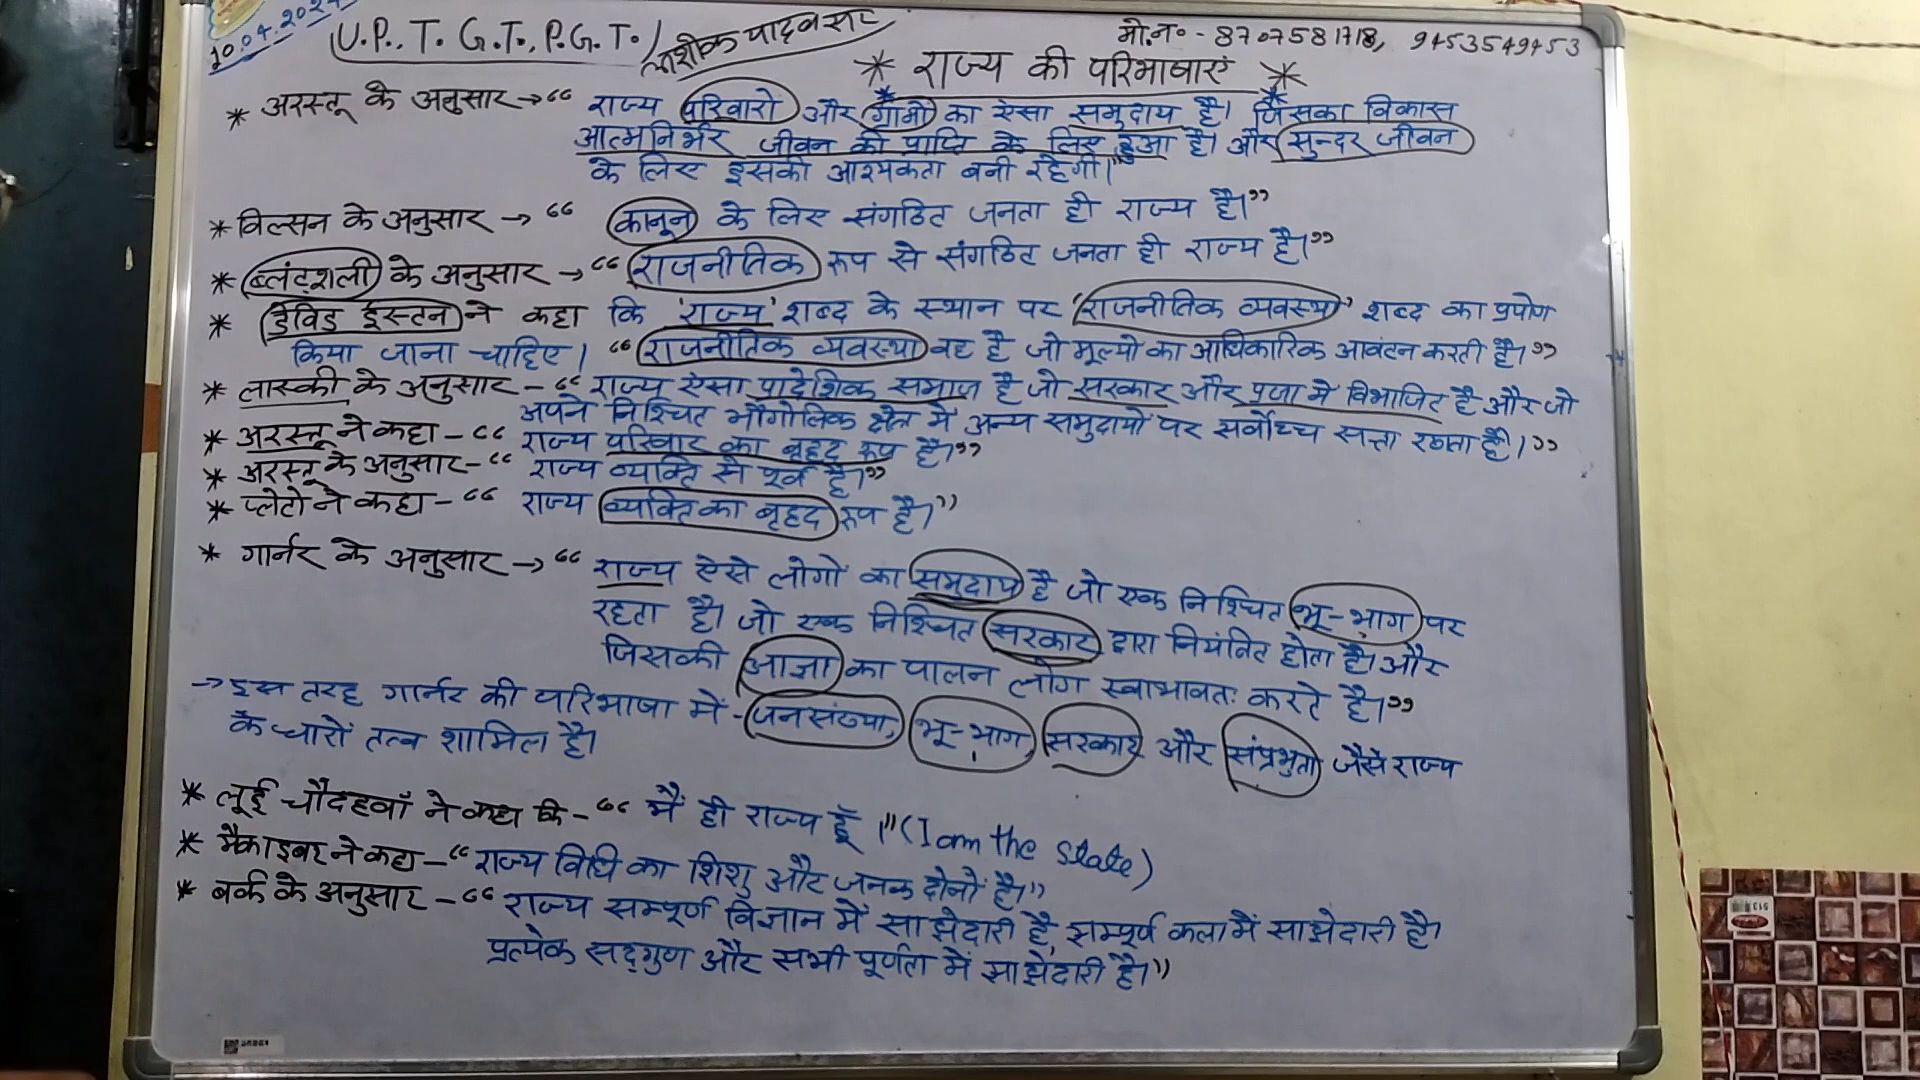 10.04.202
U.P. T. G.T., P.G.T.) अशोक यादव सर
मो.नं०- 8707581718, 9453549453
* राज्य की परिभाषाएं *
* अरस्तू के अनुसार →“ राज्य परिवारो और ग्रामो का ऐसा समुदाय है। जिसका विकास
आत्मनिर्भर जीवन की प्राप्ति के लिए हुआ है। और सुन्दर जीवन
के लिए इसकी आवश्यकता बनी रहेगी।”
* विल्सन के अनुसार → “ कानून के लिए संगठित जनता ही राज्य है।”
* ब्लंट्शली के अनुसार → “ राजनीतिक रूप से संगठित जनता ही राज्य है।”
* डेविड ईस्टन ने कहा कि 'राज्य' शब्द के स्थान पर 'राजनीतिक व्यवस्था' शब्द का प्रयोग
किया जाना चाहिए। “राजनीतिक व्यवस्था वह है जो मूल्यो का आधिकारिक आवंटन करती है।”
* लास्की के अनुसार -“ राज्य ऐसा प्रादेशिक समाज है जो सरकार और प्रजा में विभाजित है और जो
अपने निश्चित भौगोलिक क्षेत्र में अन्य समुदायों पर सर्वोच्च सत्ता रखता है।”
* अरस्तू ने कहा -“ राज्य परिवार का बृहद रूप है।”
* अरस्तू के अनुसार-“ राज्य व्यक्ति से पूर्व है।”
* प्लेटो ने कहा -“ राज्य व्यक्ति का बृहद रूप है।”
* गार्नर के अनुसार →“ राज्य ऐसे लोगों का समुदाय है जो एक निश्चित भू-भाग पर
रहता है। जो एक निश्चित सरकार द्वारा नियंत्रित होता है। और
जिसकी आज्ञा का पालन लोग स्वाभावतः करते है।”
→ इस तरह गार्नर की परिभाषा में - जनसंख्या, भू-भाग, सरकार और संप्रभुता जैसे राज्य
के चारों तत्व शामिल है।
* लूई चौदहवाँ ने कहा कि -“ मैं ही राज्य हूँ।” (I am the state)
* मैकाइवर ने कहा -“ राज्य विधि का शिशु और जनक दोनों है।”
* बर्क के अनुसार -“ राज्य सम्पूर्ण विज्ञान में साझेदारी है, सम्पूर्ण कला में साझेदारी है।
प्रत्येक सद्गुण और सभी पूर्णता में साझेदारी है।”